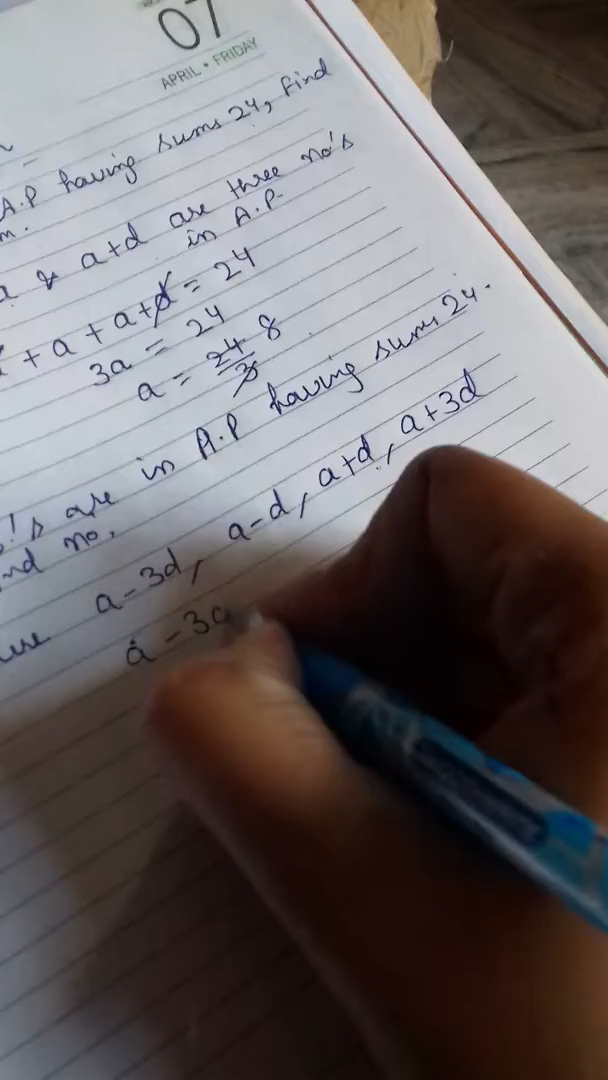 07
APRIL • FRIDAY
A.P having sums 24, find
a & a+d are three no's
in A.P.
+ a + a+d = 24
3a = 24
a = 24/3 8
are in A.P having sums 24.
no.
a-3d, a-d, a+d, a+3d
a - 3